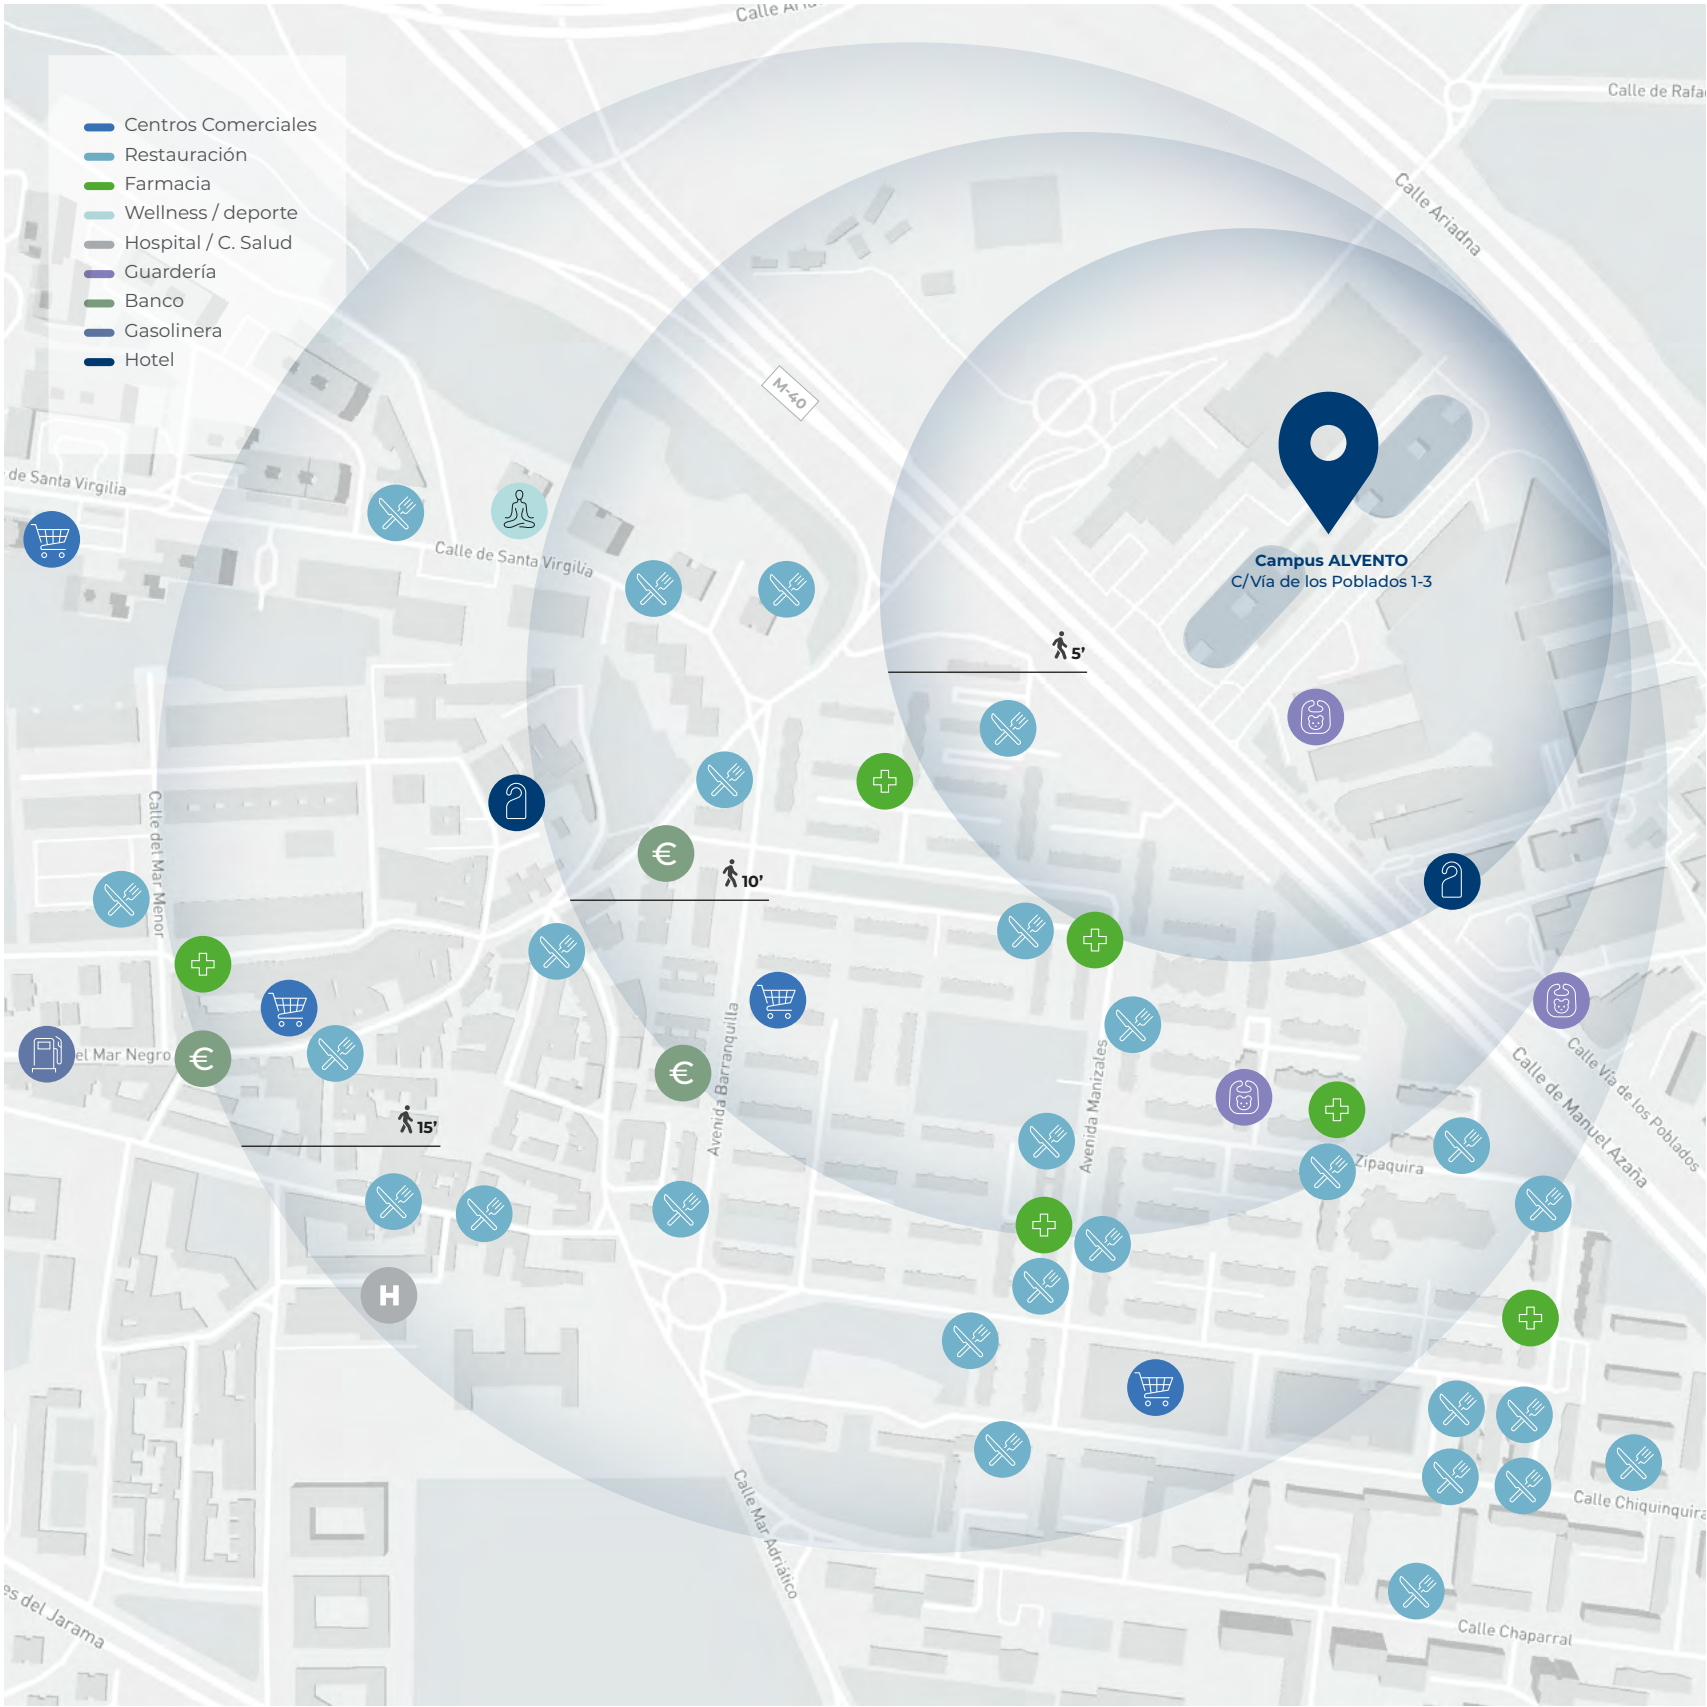 Calle Aria
Calle de Rafa
Centros Comerciales
Restauración
Farmacia
Wellness / deporte
Hospital / C. Salud
Guardería
Banco
Gasolinera
Hotel
Calle Ariadna
M-40
de Santa Virgilia
Calle de Santa Virgilia
Campus ALVENTO
C/Vía de los Poblados 1-3
5’
Calle del Mar Menor
€
10’
Avenida Barranquilla
el Mar Negro
€
€
Avenida Manizales
Calle de Manuel Azaña
Calle Vía de los Poblados
15’
Zipaquira
H
Calle Mar Adriático
Calle Chiquinquira
es del Jarama
Calle Chaparral